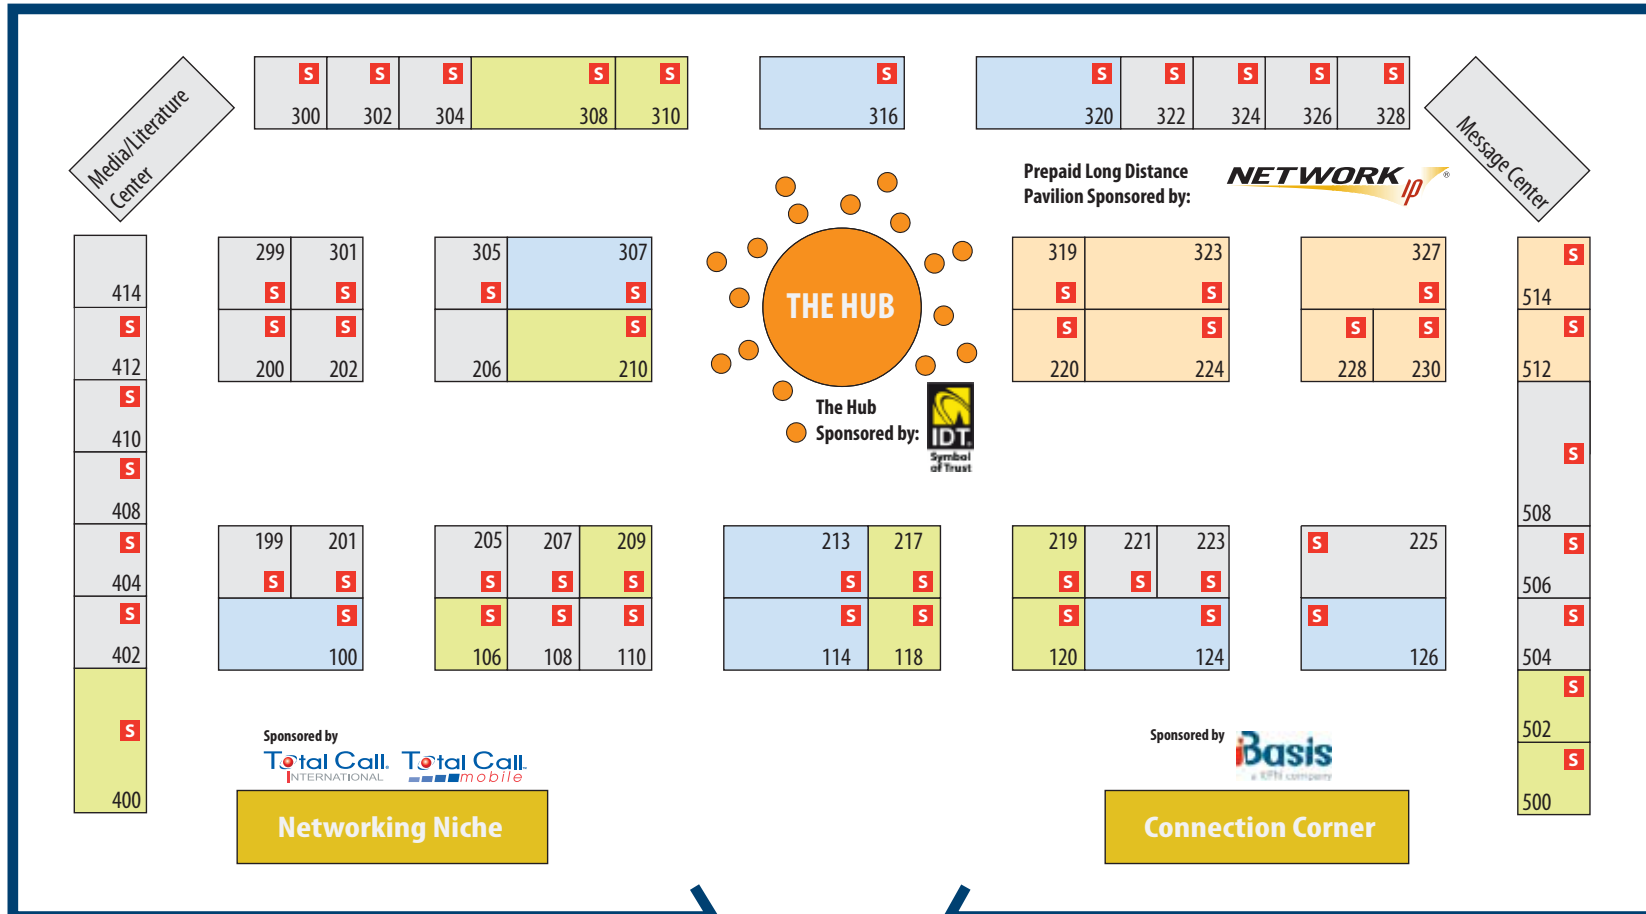 S S S S S S S S S S S
300 302 304 308 310 316 320 322 324 326 328
Media/Literature
Center
Message Center
Prepaid Long Distance
Pavilion Sponsored by:
NETWORK IP ®
299 301 305 307 319 323 327
S S S S S S S S
414 514
THE HUB
S S S S S S S S S
412 200 202 206 210 220 224 228 230 512
S
410
The Hub
Sponsored by:
IDT.
Symbol
of Trust
S S
408 508
199 201 205 207 209 213 217 219 221 223 S 225
S S
S S S S S S S S S S
404 506
S S S S S S S S S S S S
402 100 106 108 110 114 118 120 124 126 504
S
502
S
400
S
500
Sponsored by
Total Call. INTERNATIONAL
Total Call. mobile
Sponsored by
iBasis
a KPN company
Networking Niche
Connection Corner